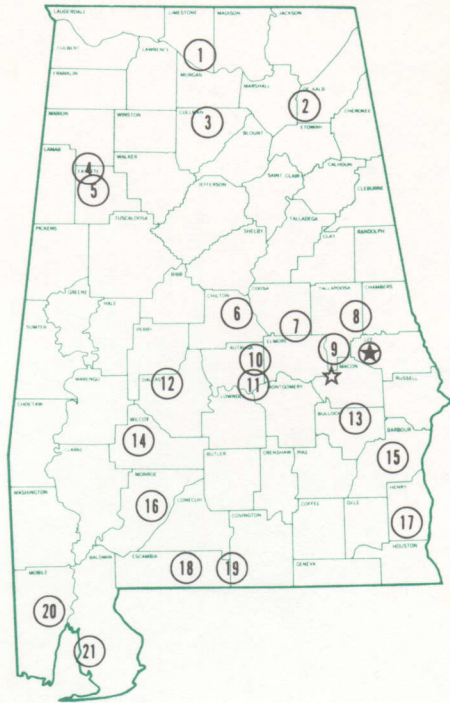 LAUDERDALE
LIMESTONE
MADISON
JACKSON
COLBERT
LAWRENCE
1
FRANKLIN
MORGAN
MARSHALL
DE KALB
2
CHEROKEE
MARION
WINSTON
CULLMAN
3
BLOUNT
ETOWAH
LAMAR
4
FAYETTE
5
WALKER
JEFFERSON
SAINT CLAIR
CALHOUN
CLEBURNE
PICKENS
TUSCALOOSA
SHELBY
TALLADEGA
CLAY
RANDOLPH
GREENE
HALE
BIBB
CHILTON
6
COOSA
7
TALLAPOOSA
8
CHAMBERS
SUMTER
PERRY
AUTAUGA
10
ELMORE
9
LEE
MACON
MARENGO
DALLAS
12
11
LOWNDES
MONTGOMERY
RUSSELL
CHOCTAW
WILCOX
14
BULLOCK
13
BARBOUR
15
BUTLER
CRENSHAW
PIKE
MONROE
16
CONECUH
HENRY
17
WASHINGTON
COVINGTON
COFFEE
DALE
HOUSTON
MOBILE
BALDWIN
ESCAMBIA
18
19
GENEVA
20
21